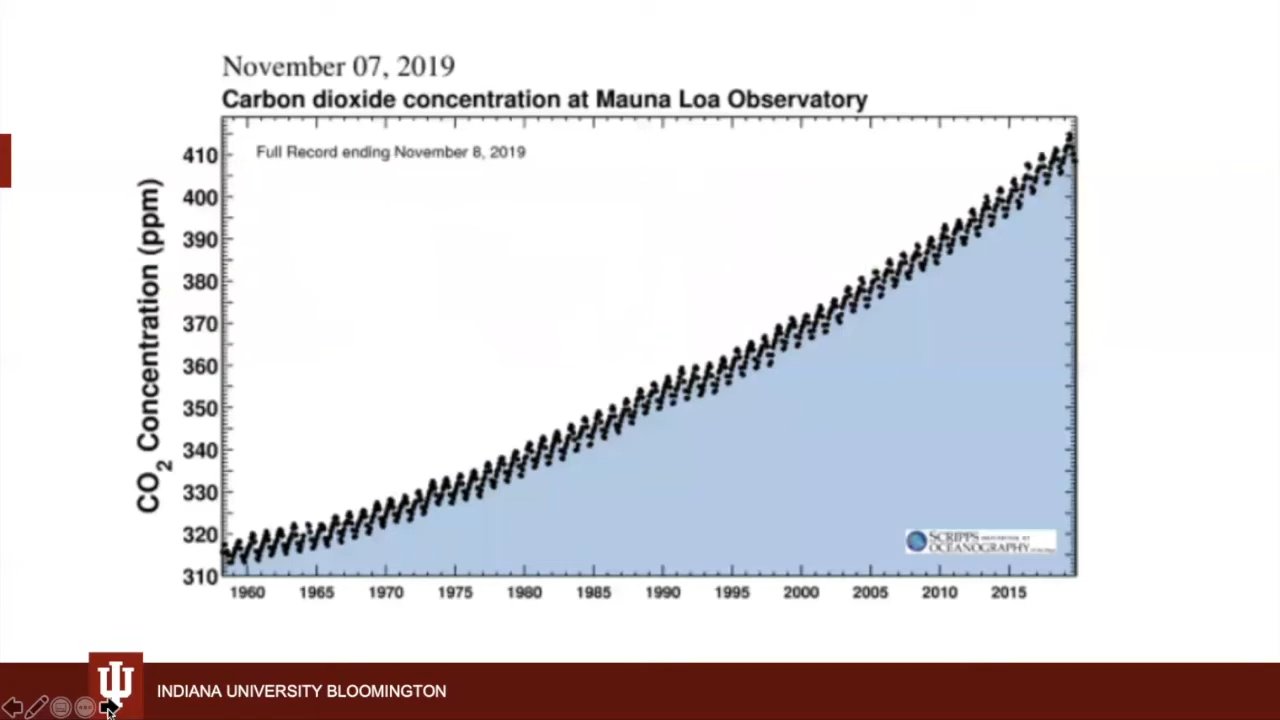 November 07, 2019
Carbon dioxide concentration at Mauna Loa Observatory
Full Record ending November 8, 2019
CO2 Concentration (ppm)
410
400
390
380
370
360
350
340
330
320
310
1960 1965 1970 1975 1980 1985 1990 1995 2000 2005 2010 2015
SCRIPPS
OCEANOGRAPHY
INDIANA UNIVERSITY BLOOMINGTON